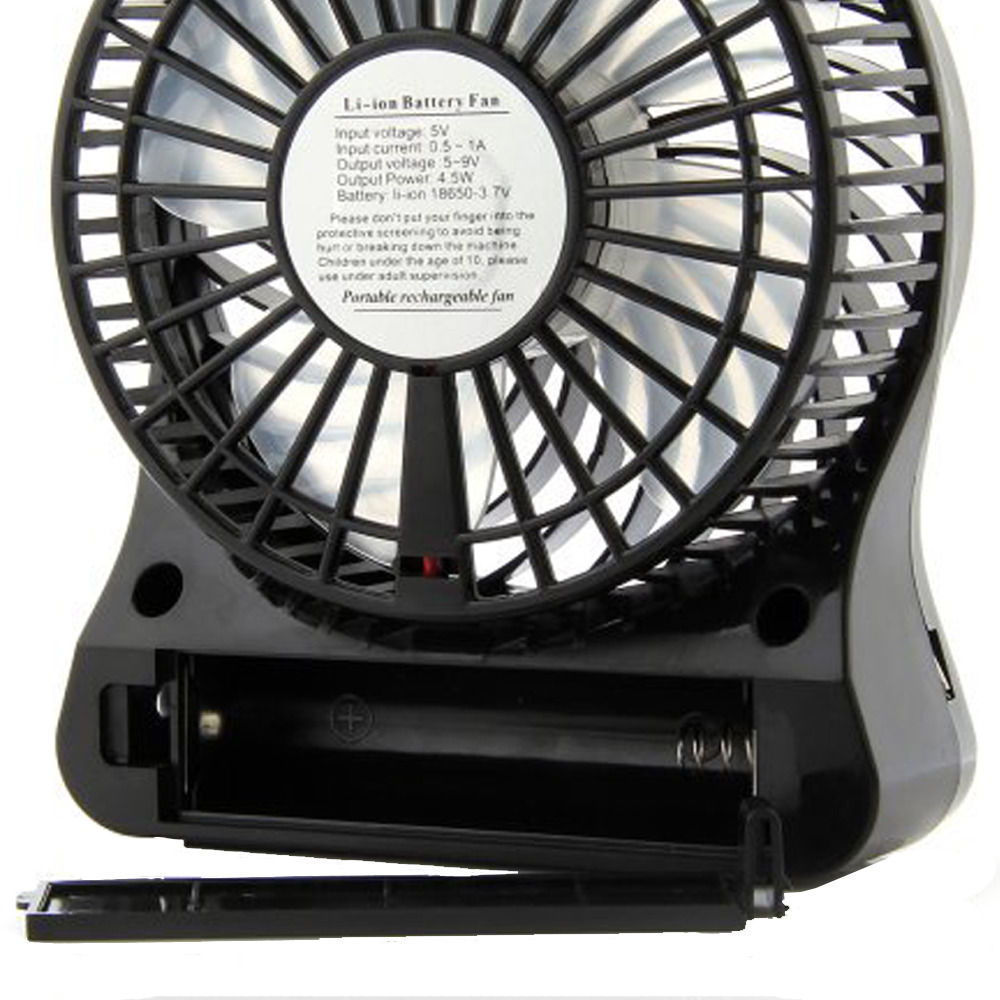 Li-ion Battery Fan
Input voltage: 5V
Input current: 0.5 ~ 1A
Output voltage: 5~9V
Output Power: 4.5W
Battery: li-ion 18650-3.7V
Please don't put your finger into the
protective screening to avoid being
hurt or breaking down the machine.
Children under the age of 10, please
use under adult supervision.
Portable rechargeable fan
+